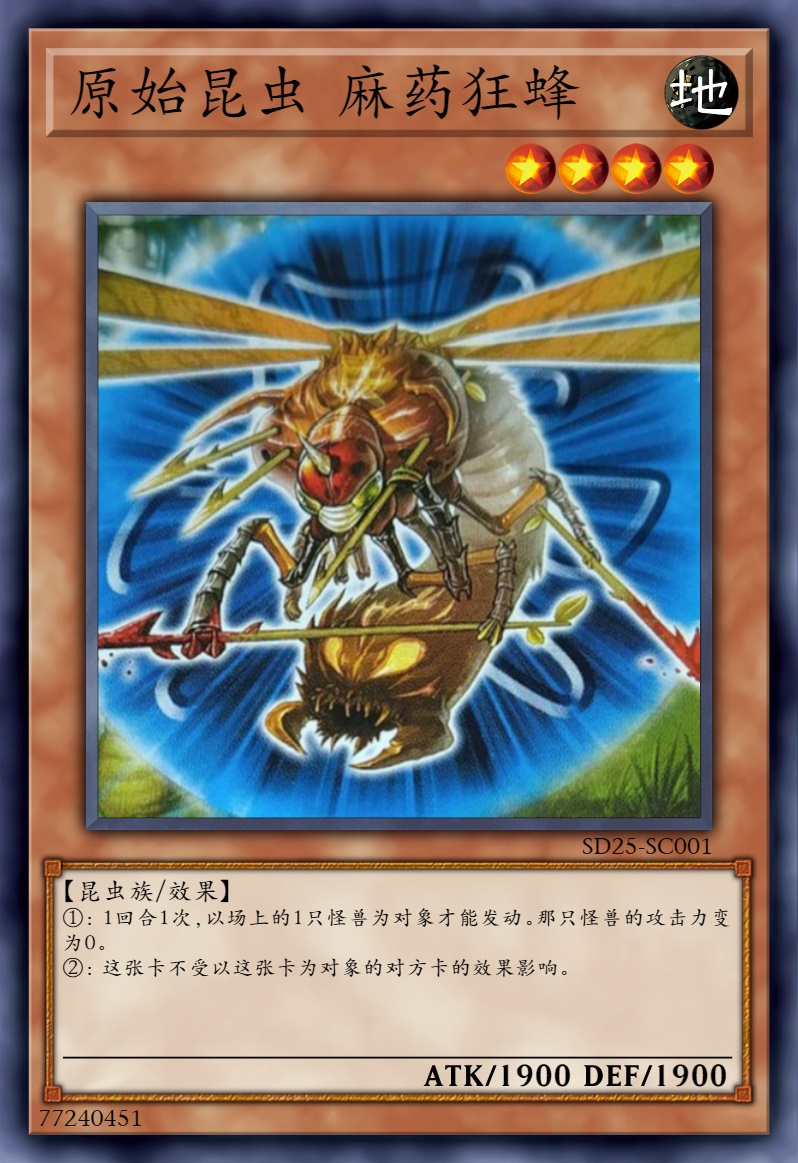 原始昆虫 麻药狂蜂
地
SD25-SC001
【昆虫族/效果】
①：1回合1次，以场上的1只怪兽为对象才能发动。那只怪兽的攻击力变
为0。
②：这张卡不受以这张卡为对象的对方卡的效果影响。
ATK/1900 DEF/1900
77240451